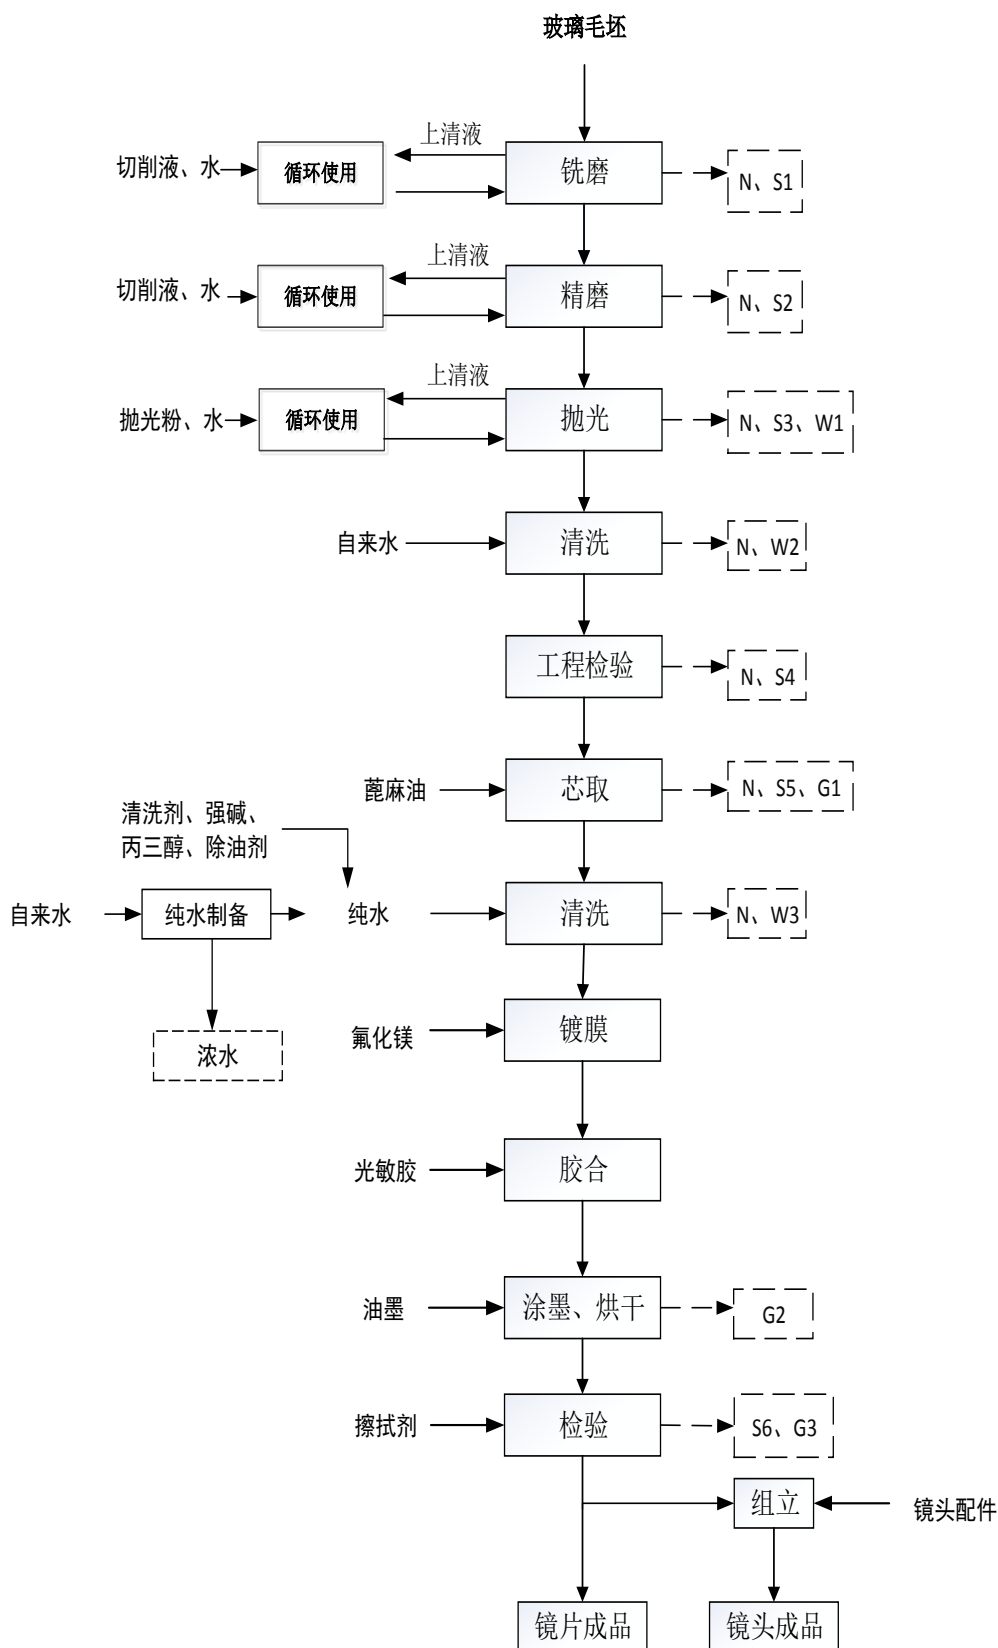 玻璃毛坯
上清液
切削液、水
循环使用
铣磨
N、S1
上清液
切削液、水
循环使用
精磨
N、S2
上清液
抛光粉、水
循环使用
抛光
N、S3、W1
自来水
清洗
N、W2
工程检验
N、S4
蓖麻油
芯取
N、S5、G1
清洗剂、强碱、
丙三醇、除油剂
自来水
纯水制备
纯水
清洗
N、W3
浓水
氟化镁
镀膜
光敏胶
胶合
油墨
涂墨、烘干
G2
擦拭剂
检验
S6、G3
组立
镜头配件
镜片成品
镜头成品